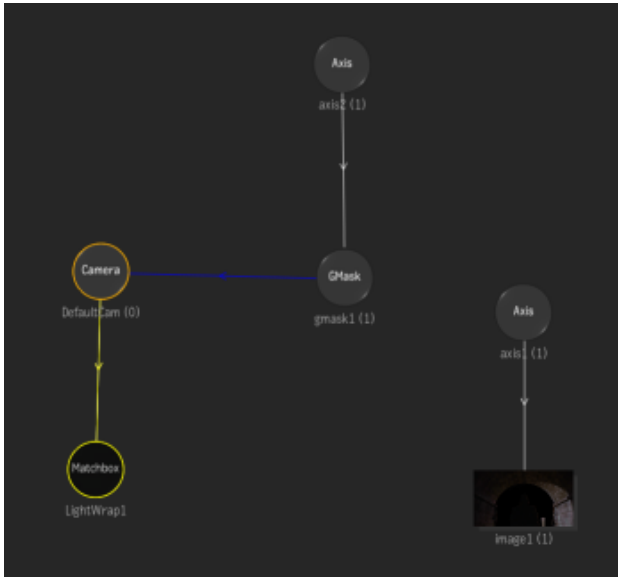 Axis
axis2 (1)
Camera
DefaultCam (0)
GMask
gmask1 (1)
Axis
axis1 (1)
Matchbox
LightWrap1
image1 (1)